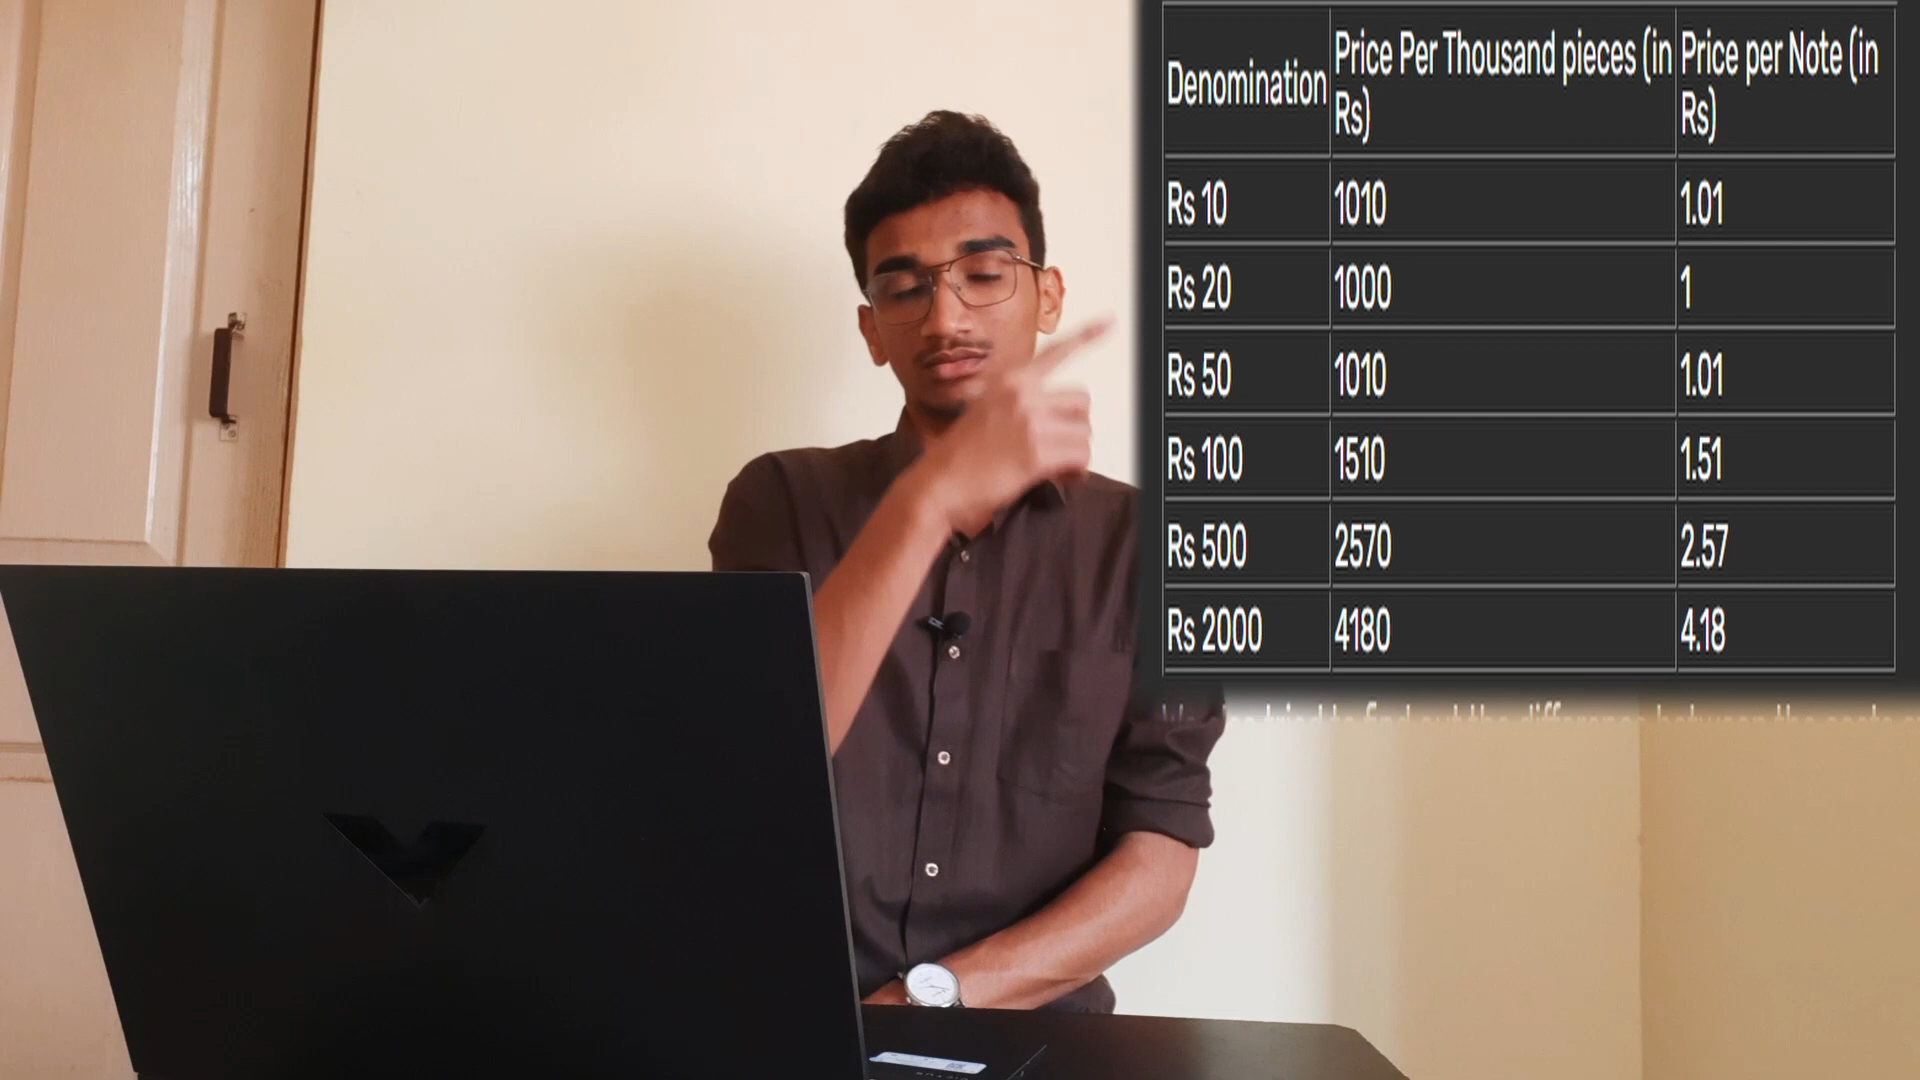 Denomination
Price Per Thousand pieces (in
Rs)
Price per Note (in
Rs)
Rs 10 1010 1.01
Rs 20 1000 1
Rs 50 1010 1.01
Rs 100 1510 1.51
Rs 500 2570 2.57
Rs 2000 4180 4.18